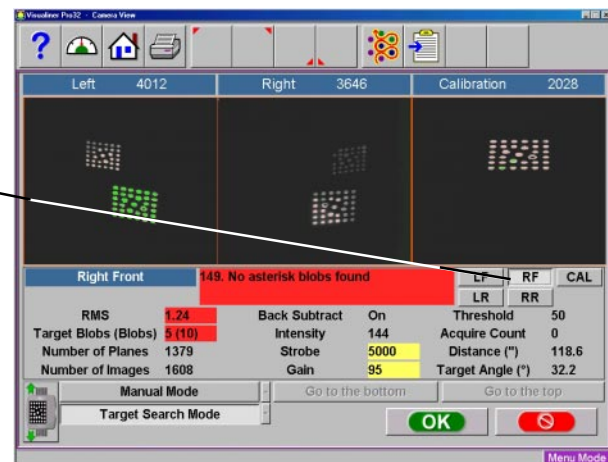 Visualiner Pro32 - Camera View
?
Left 4012 Right 3646 Calibration 2028
Right Front 149. No asterisk blobs found LF RF CAL
LR RR
RMS 1.24 Back Subtract On Threshold 50
Target Blobs (Blobs) 5 (10) Intensity 144 Acquire Count 0
Number of Planes 1379 Strobe 5000 Distance (") 118.6
Number of Images 1608 Gain 95 Target Angle (°) 32.2
Manual Mode Go to the bottom Go to the top
Target Search Mode OK
Menu Mode